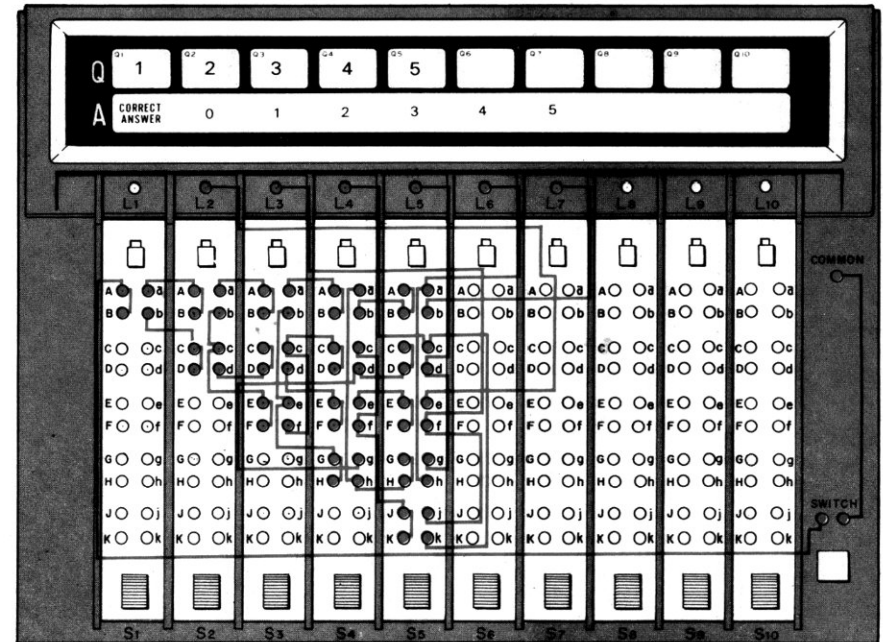 Q1 Q2 Q3 Q4 Q5 Q6 Q7 Q8 Q9 Q10
Q 1 2 3 4 5
A CORRECT ANSWER 0 1 2 3 4 5
L1 L2 L3 L4 L5 L6 L7 L8 L9 L10
COMMON
A a A a A a A a A a A a A a A a A a A a
B b B b B b B b B b B b B b B b B b B b
C c C c C c C c C c C c C c C c C c C c
D d D d D d D d D d D d D d D d D d D d
E e E e E e E e E e E e E e E e E e E e
F f F f F f F f F f F f F f F f F f F f
G g G g G g G g G g G g G g G g G g G g
H h H h H h H h H h H h H h H h H h H h
SWITCH
J j J j J j J j J j J j J j J j J j J j
K k K k K k K k K k K k K k K k K k K k
S1 S2 S3 S4 S5 S6 S7 S8 S9 S10